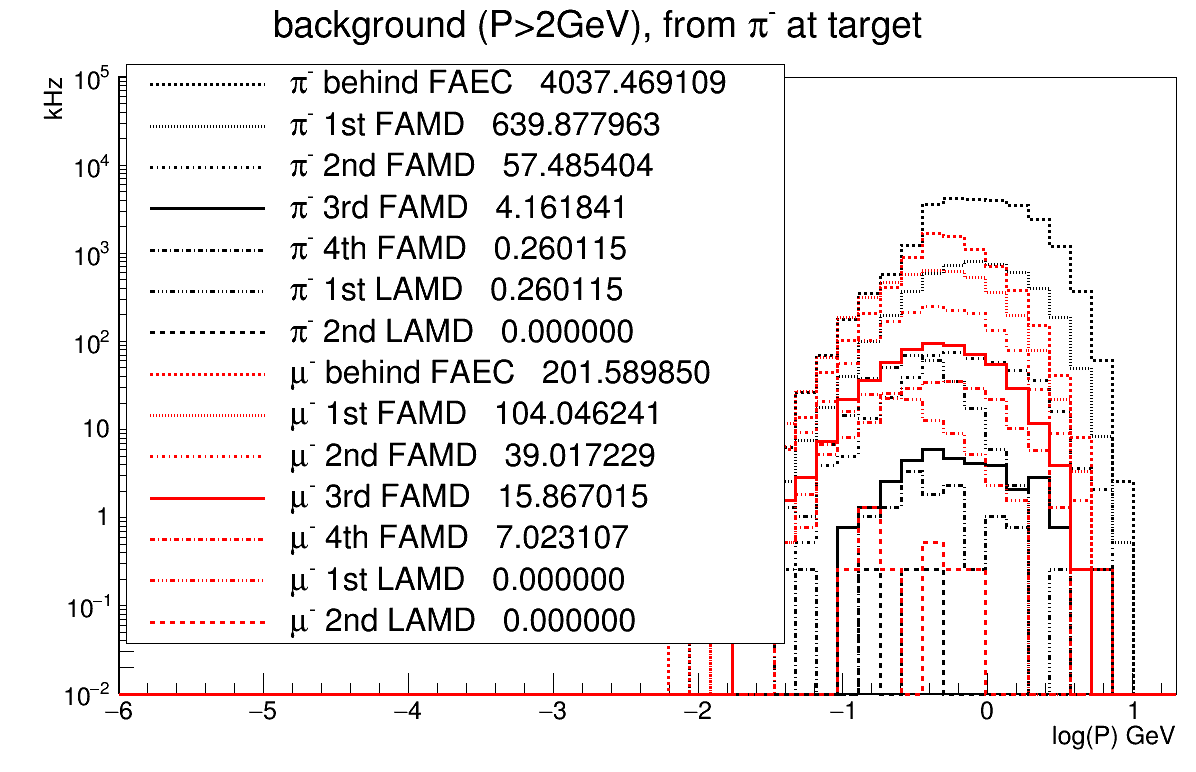 background (P>2GeV), from π⁻ at target
kHz
10⁵
10⁴
10³
10²
10
1
10⁻¹
10⁻²
π⁻ behind FAEC 4037.469109
π⁻ 1st FAMD 639.877963
π⁻ 2nd FAMD 57.485404
π⁻ 3rd FAMD 4.161841
π⁻ 4th FAMD 0.260115
π⁻ 1st LAMD 0.260115
π⁻ 2nd LAMD 0.000000
μ⁻ behind FAEC 201.589850
μ⁻ 1st FAMD 104.046241
μ⁻ 2nd FAMD 39.017229
μ⁻ 3rd FAMD 15.867015
μ⁻ 4th FAMD 7.023107
μ⁻ 1st LAMD 0.000000
μ⁻ 2nd LAMD 0.000000
−6 −5 −4 −3 −2 −1 0 1
log(P) GeV